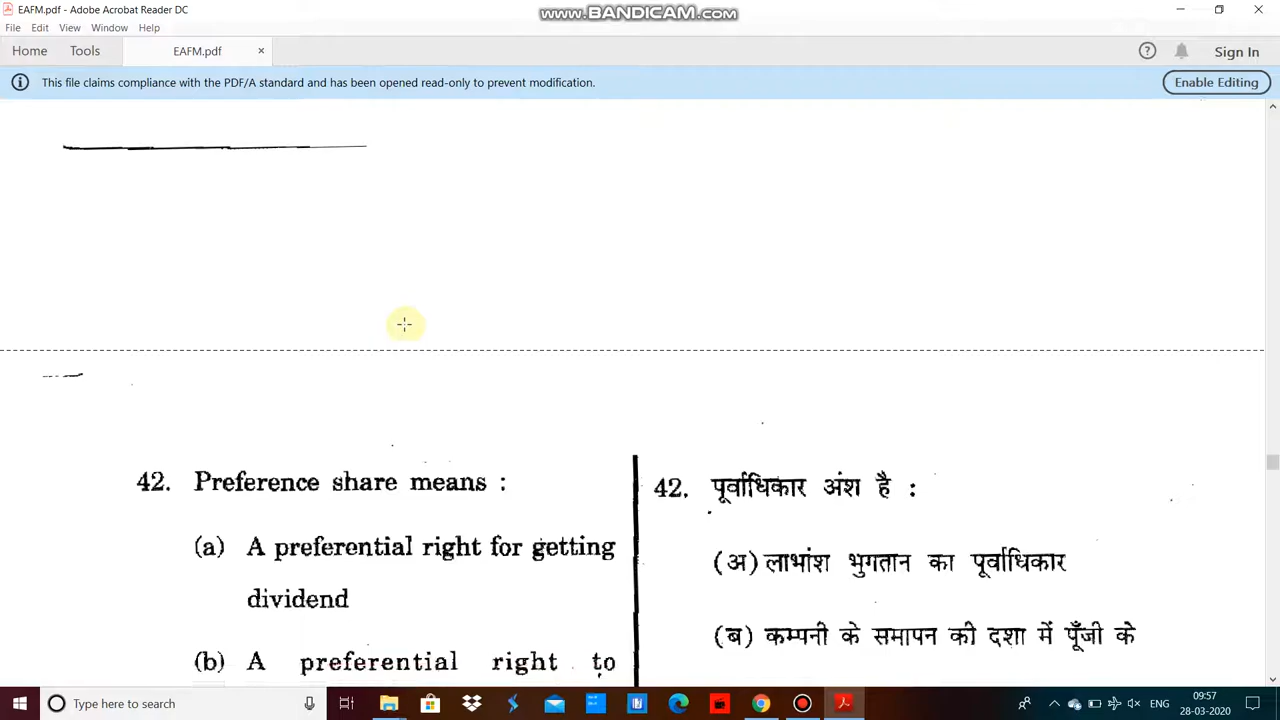 EAFM.pdf - Adobe Acrobat Reader DC
www.BANDICAM.com
File Edit View Window Help
Home Tools EAFM.pdf × Sign In
This file claims compliance with the PDF/A standard and has been opened read-only to prevent modification.
Enable Editing
42. Preference share means :
(a) A preferential right for getting
dividend
(b) A preferential right to
42. पूर्वाधिकार अंश है :
(अ) लाभांश भुगतान का पूर्वाधिकार
(ब) कम्पनी के समापन की दशा में पूँजी के
Type here to search
ENG
09:57
28-03-2020